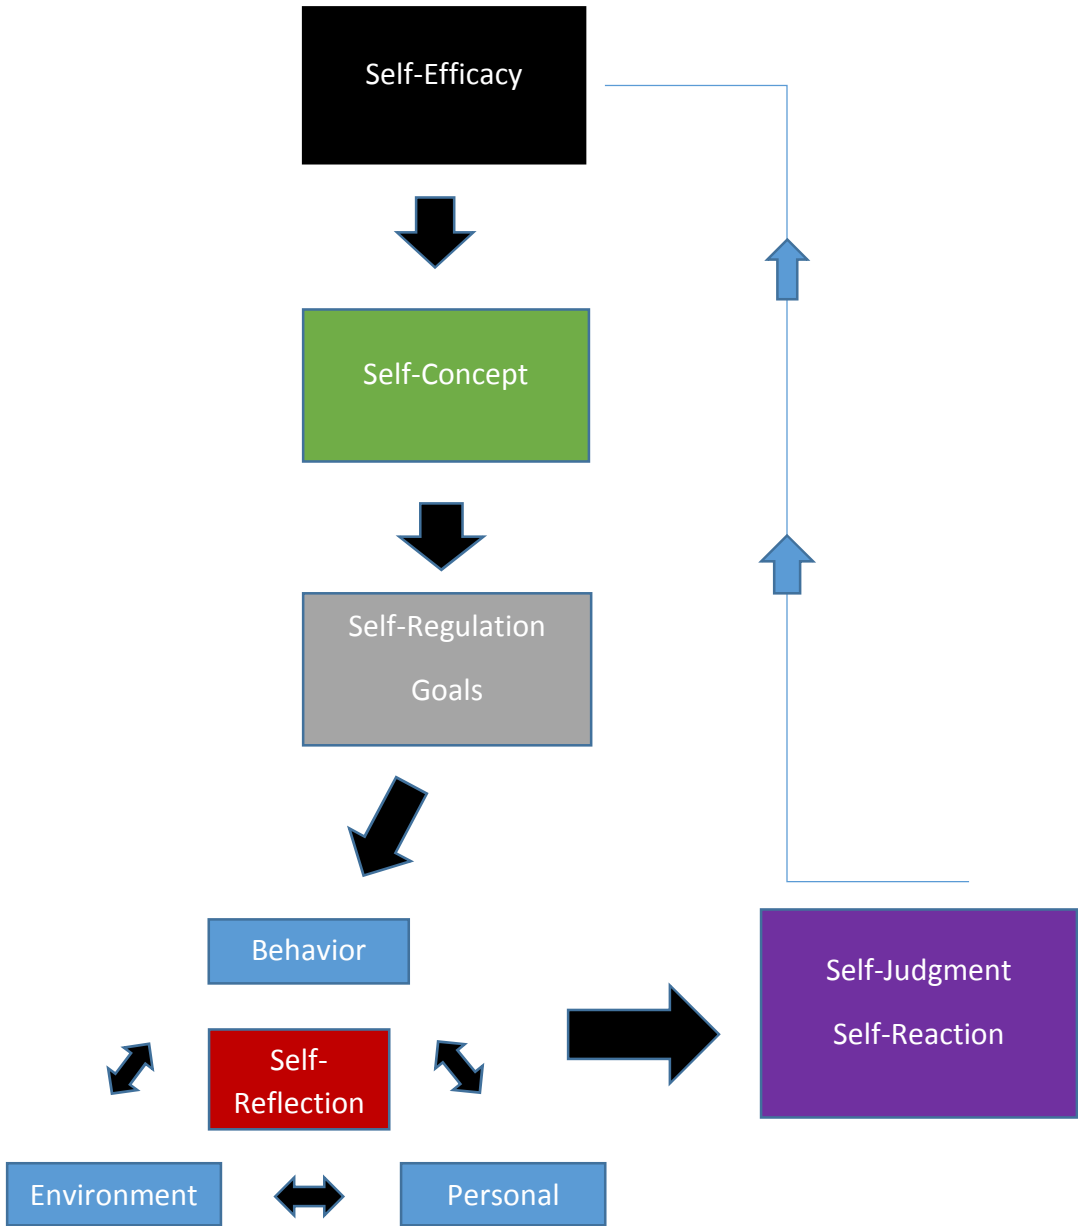 Self-Efficacy
Self-Concept
Self-Regulation
Goals
Behavior
Self-Judgment
Self-Reaction
Self-
Reflection
Environment
Personal